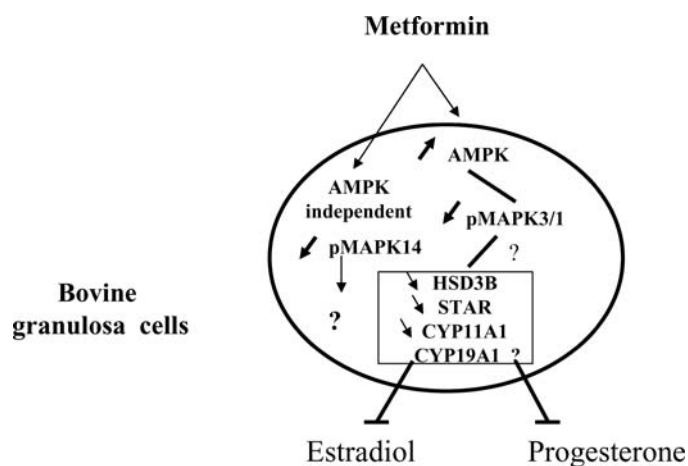 Metformin
AMPK
AMPK
independent
pMAPK3/1
pMAPK14
?
?
HSD3B
STAR
CYP11A1
CYP19A1 ?
Bovine
granulosa cells
Estradiol
Progesterone